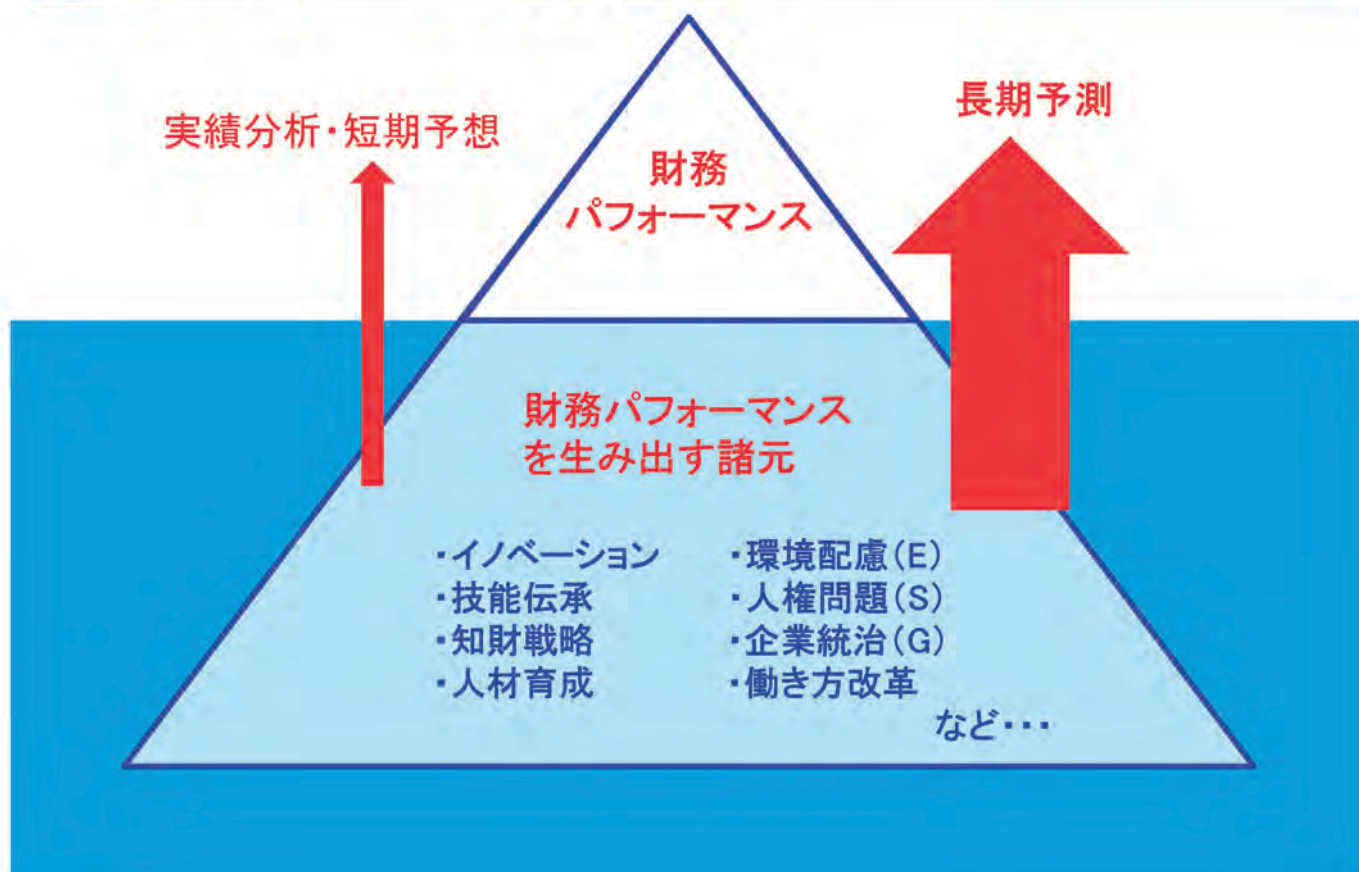 長期予測
実績分析・短期予想
財務
パフォーマンス
財務パフォーマンス
を生み出す諸元
・イノベーション
・技能伝承
・知財戦略
・人材育成
・環境配慮(E)
・人権問題(S)
・企業統治(G)
・働き方改革
など・・・